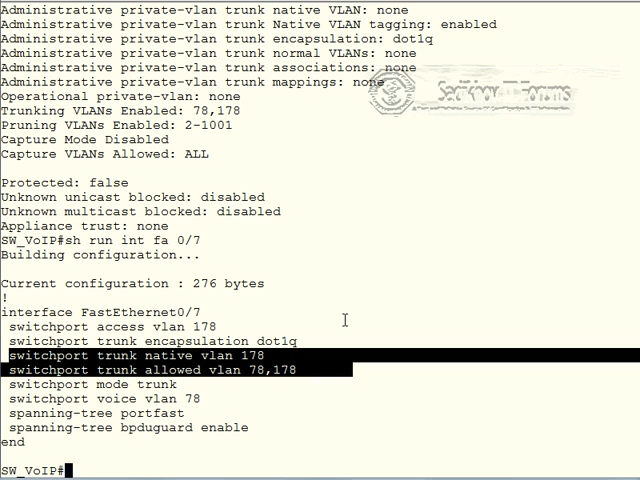 Administrative private-vlan trunk native VLAN: none
Administrative private-vlan trunk Native VLAN tagging: enabled
Administrative private-vlan trunk encapsulation: dot1q
Administrative private-vlan trunk normal VLANs: none
Administrative private-vlan trunk associations: none
Administrative private-vlan trunk mappings: none
Operational private-vlan: none
Trunking VLANs Enabled: 78,178
Pruning VLANs Enabled: 2-1001
Capture Mode Disabled
Capture VLANs Allowed: ALL
Protected: false
Unknown unicast blocked: disabled
Unknown multicast blocked: disabled
Appliance trust: none
SW_VoIP#sh run int fa 0/7
Building configuration...
Current configuration : 276 bytes
!
interface FastEthernet0/7
switchport access vlan 178
switchport trunk encapsulation dot1q
switchport trunk native vlan 178
switchport trunk allowed vlan 78,178
switchport mode trunk
switchport voice vlan 78
spanning-tree portfast
spanning-tree bpduguard enable
end
SW_VoIP#